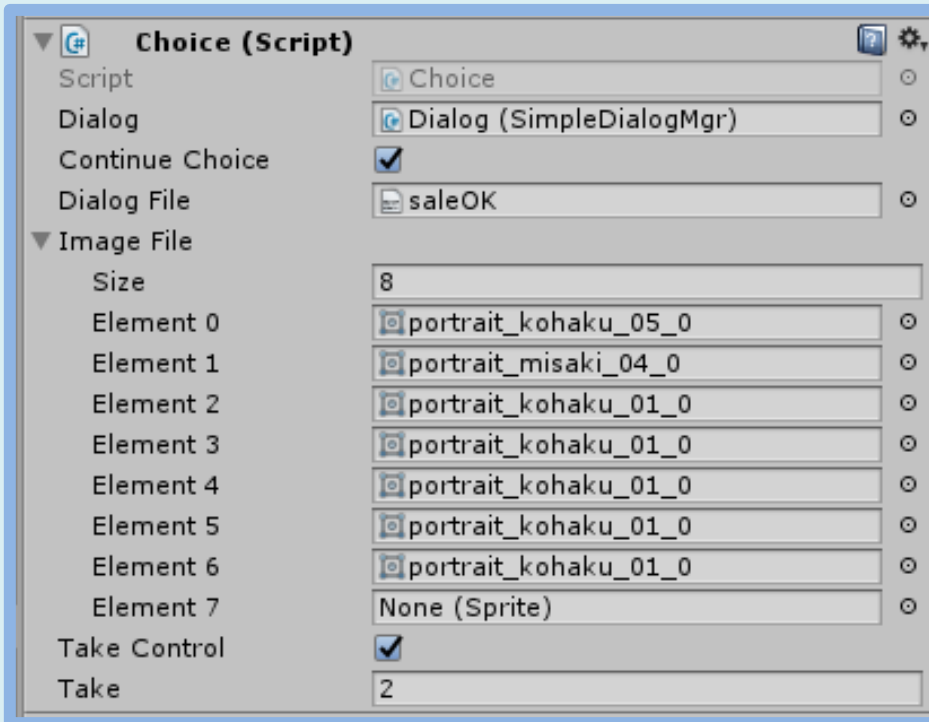 Choice (Script)
Script Choice
Dialog Dialog (SimpleDialogMgr)
Continue Choice
Dialog File saleOK
Image File
Size 8
Element 0 portrait_kohaku_05_0
Element 1 portrait_misaki_04_0
Element 2 portrait_kohaku_01_0
Element 3 portrait_kohaku_01_0
Element 4 portrait_kohaku_01_0
Element 5 portrait_kohaku_01_0
Element 6 portrait_kohaku_01_0
Element 7 None (Sprite)
Take Control
Take 2